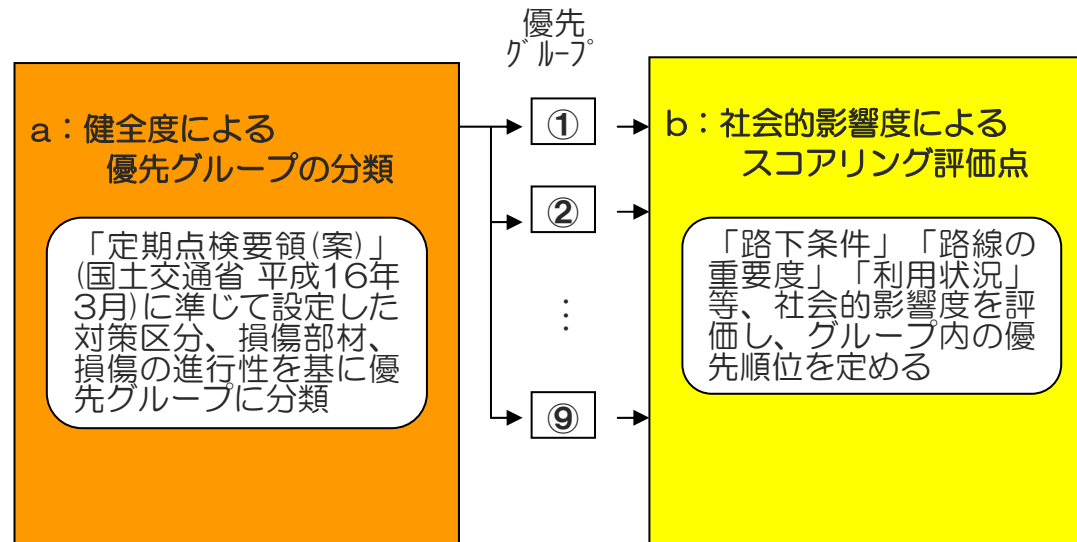 優先
ｸﾞﾙｰﾌﾟ
a：健全度による
優先グループの分類
「定期点検要領(案)」
(国土交通省 平成16年
3月)に準じて設定した
対策区分、損傷部材、
損傷の進行性を基に優
先グループに分類
①
②
⋮
⑨
b：社会的影響度による
スコアリング評価点
「路下条件」「路線の
重要度」「利用状況」
等、社会的影響度を評
価し、グループ内の優
先順位を定める